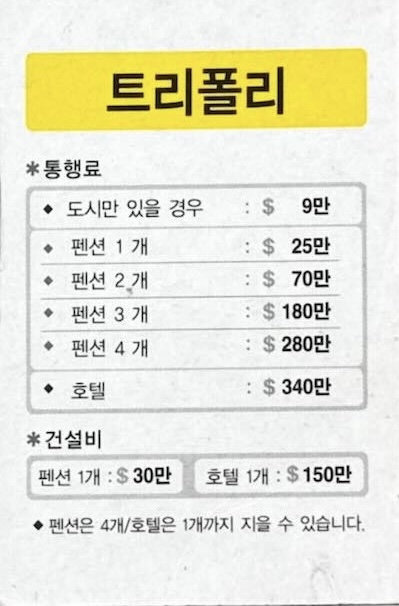 트리폴리
*통행료
◆ 도시만 있을 경우 : $ 9만
◆ 펜션 1 개 : $ 25만
◆ 펜션 2 개 : $ 70만
◆ 펜션 3 개 : $ 180만
◆ 펜션 4 개 : $ 280만
◆ 호텔 : $ 340만
*건설비
펜션 1개 : $ 30만 호텔 1개 : $ 150만
◆ 펜션은 4개/호텔은 1개까지 지을 수 있습니다.